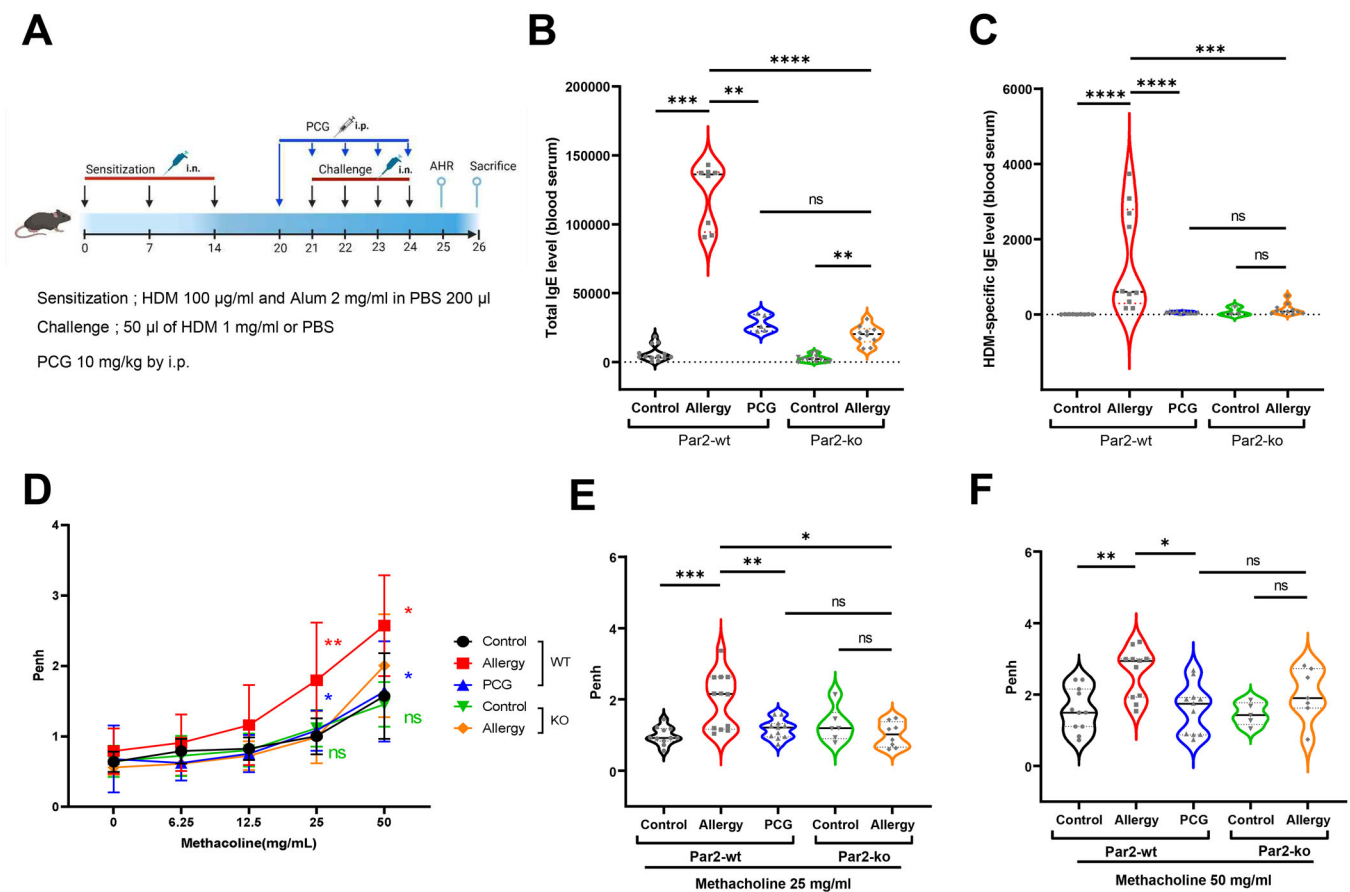 A
PCG i.p.
Sensitization i.n.
Challenge i.n.
AHR
Sacrifice
0 7 14 20 21 22 23 24 25 26
Sensitization ; HDM 100 µg/ml and Alum 2 mg/ml in PBS 200 µl
Challenge ; 50 µl of HDM 1 mg/ml or PBS
PCG 10 mg/kg by i.p.
B
Total IgE level (blood serum)
200000
150000
100000
50000
0
****
*** **
ns
**
Control Allergy PCG Control Allergy
Par2-wt Par2-ko
C
HDM-specific IgE level (blood serum)
6000
4000
2000
0
-2000
***
**** ****
ns
ns
Control Allergy PCG Control Allergy
Par2-wt Par2-ko
D
Penh
4
3
2
1
0
**
*
*
*
ns
ns
0 6.25 12.5 25 50
Methacoline(mg/mL)
Control
Allergy
PCG
WT
Control
Allergy
KO
E
Penh
6
4
2
0
*
*** **
ns
ns
Control Allergy PCG Control Allergy
Par2-wt Par2-ko
Methacholine 25 mg/ml
F
Penh
6
4
2
0
** *
ns
ns
Control Allergy PCG Control Allergy
Par2-wt Par2-ko
Methacholine 50 mg/ml